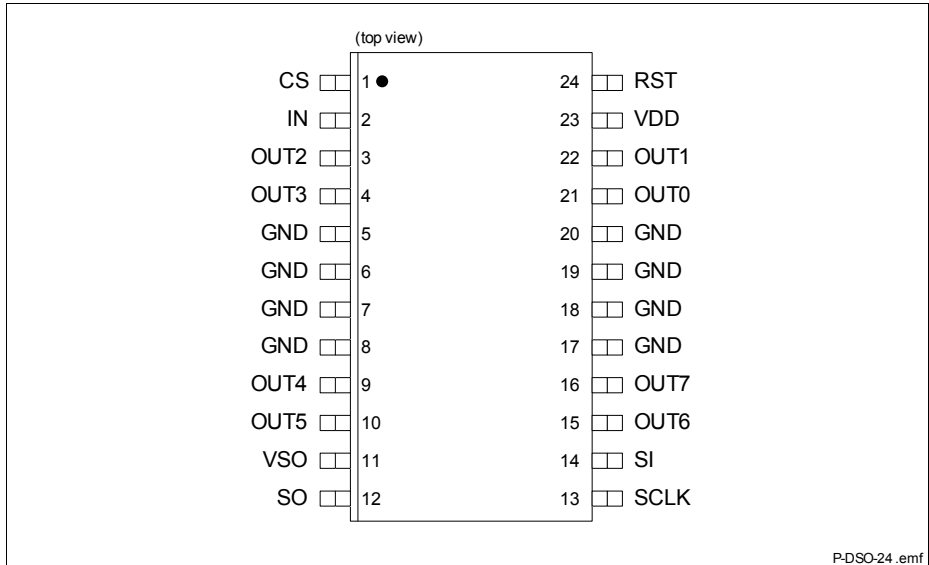 (top view)
CS 1 24 RST
IN 2 23 VDD
OUT2 3 22 OUT1
OUT3 4 21 OUT0
GND 5 20 GND
GND 6 19 GND
GND 7 18 GND
GND 8 17 GND
OUT4 9 16 OUT7
OUT5 10 15 OUT6
VSO 11 14 SI
SO 12 13 SCLK
P-DSO-24 .emf